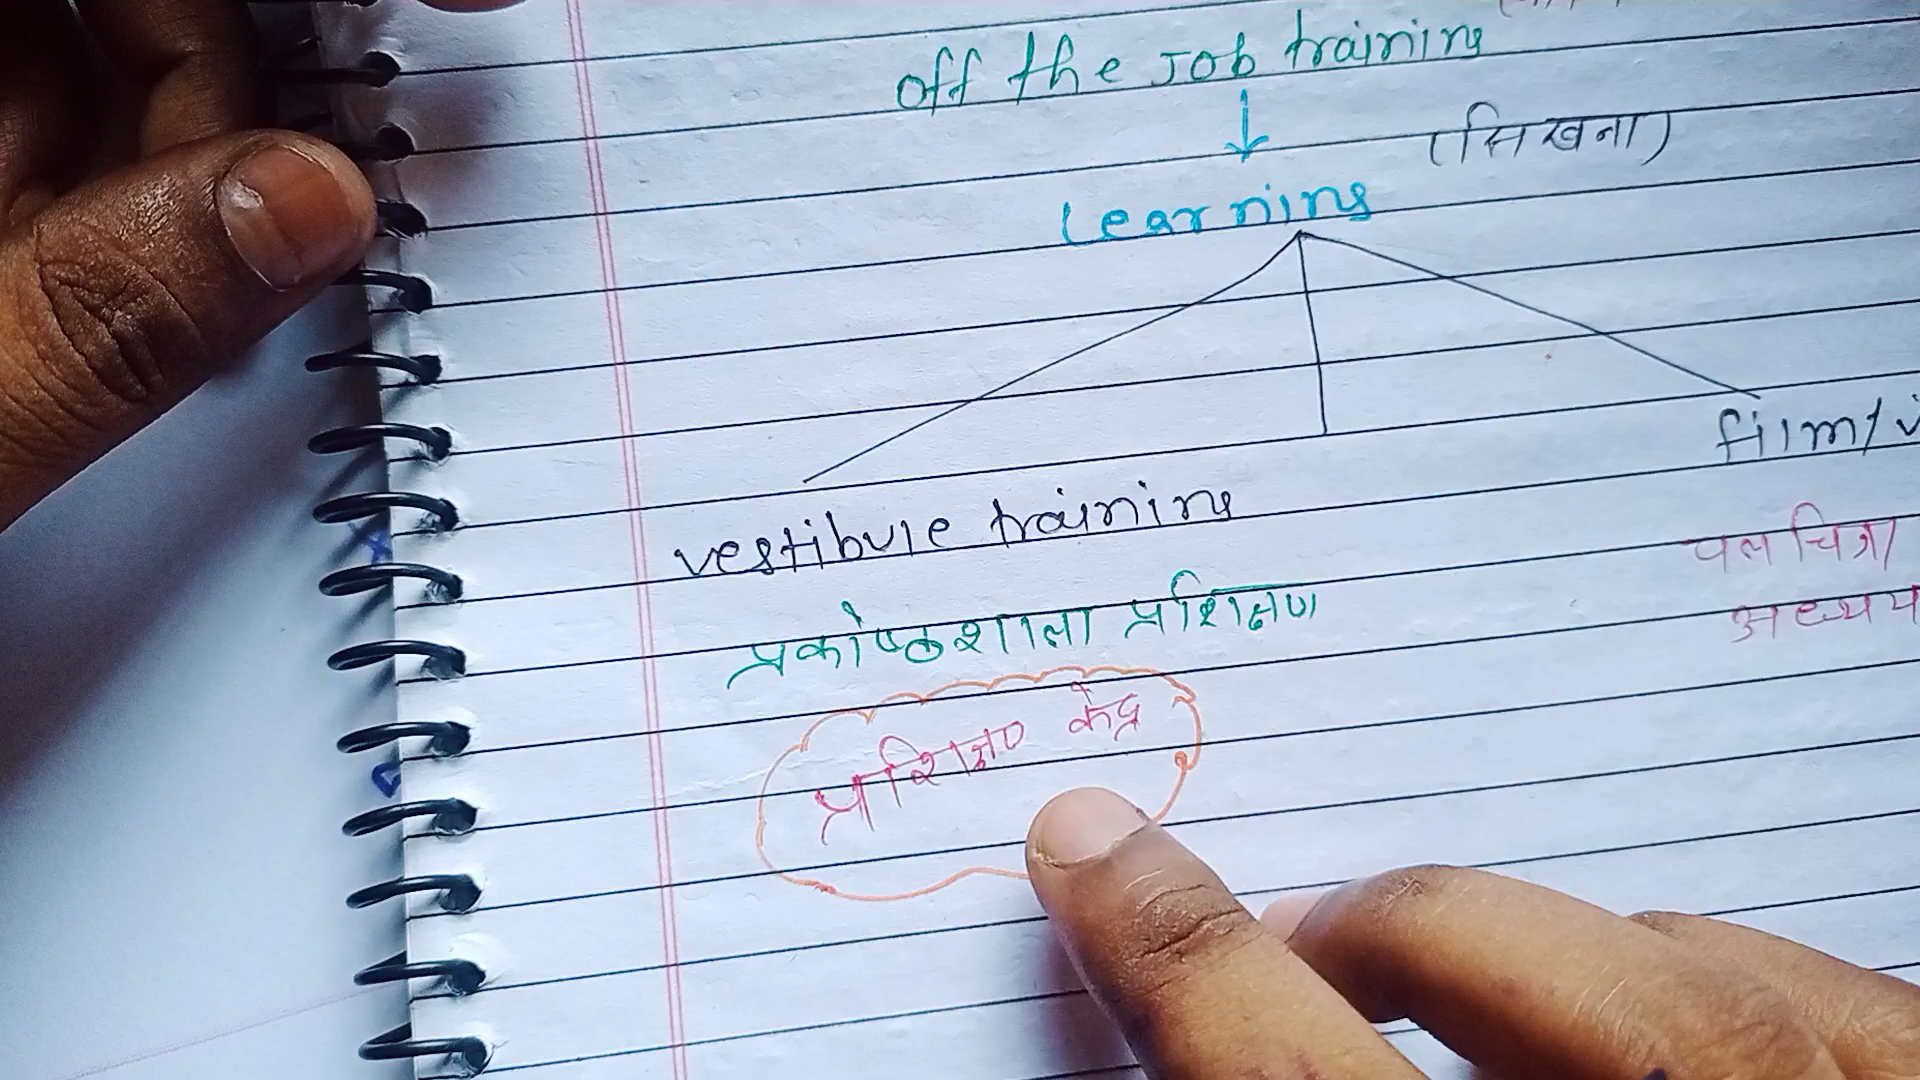 off the Job training
(सिखना)
Learning
film/
vestibule training
चलचित्र/
प्रकोष्ठशाला प्रशिक्षण
प्रशिक्षण केंद्र